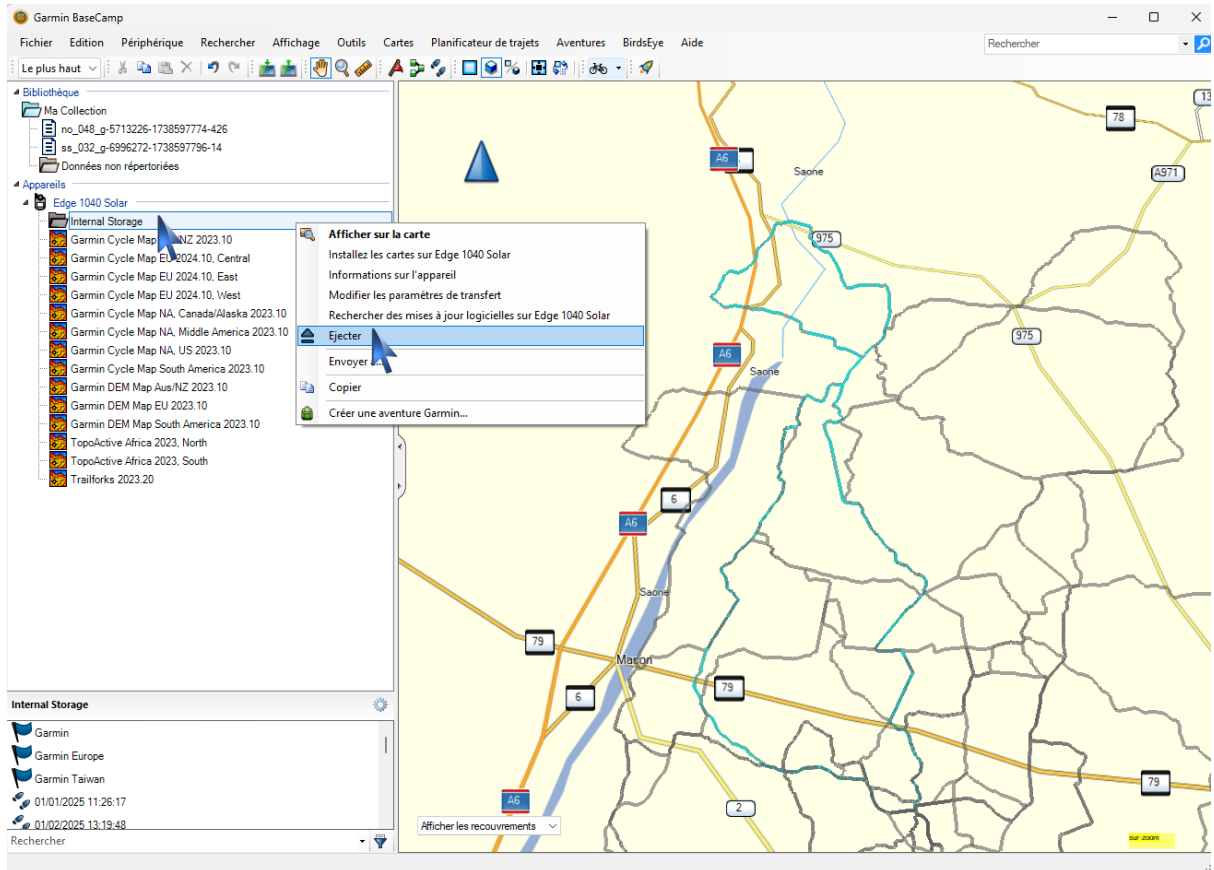 Garmin BaseCamp
Fichier Edition Périphérique Rechercher Affichage Outils Cartes Planificateur de trajets Aventures BirdsEye Aide
Rechercher
Le plus haut
Bibliothèque
Ma Collection
no_048_g-5713226-1738597774-426
ss_032_g-6996272-1738597796-14
Données non répertoriées
Appareils
Edge 1040 Solar
Internal Storage
Garmin Cycle Map NZ 2023.10
Garmin Cycle Map EU 2024.10, Central
Garmin Cycle Map EU 2024.10, East
Garmin Cycle Map EU 2024.10, West
Garmin Cycle Map NA, Canada/Alaska 2023.10
Garmin Cycle Map NA, Middle America 2023.10
Garmin Cycle Map NA, US 2023.10
Garmin Cycle Map South America 2023.10
Garmin DEM Map Aus/NZ 2023.10
Garmin DEM Map EU 2023.10
Garmin DEM Map South America 2023.10
TopoActive Africa 2023, North
TopoActive Africa 2023, South
Trailforks 2023.20
Afficher sur la carte
Installez les cartes sur Edge 1040 Solar
Informations sur l'appareil
Modifier les paramètres de transfert
Rechercher des mises à jour logicielles sur Edge 1040 Solar
Ejecter
Envoyer
Copier
Créer une aventure Garmin...
Internal Storage
Garmin
Garmin Europe
Garmin Taiwan
01/01/2025 11:26:17
01/02/2025 13:19:48
Rechercher
13
78
A6
Saone
A971
975
975
A6
Saone
6
A6
Saone
79
Macon
79
6
79
A6
2
Afficher les recouvrements
sur-zoom